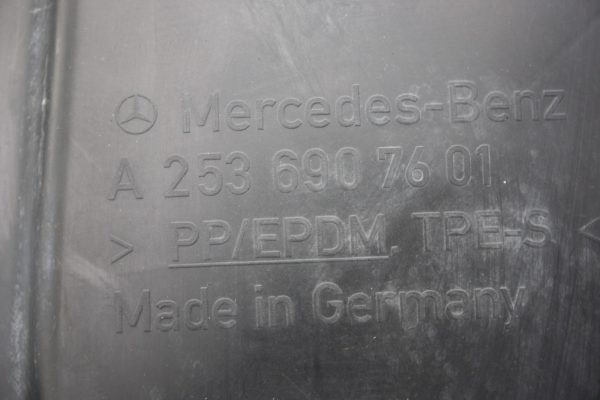 Mercedes-Benz
A 253 690 76 01
> PP/EPDM, TPE-S <
Made in Germany